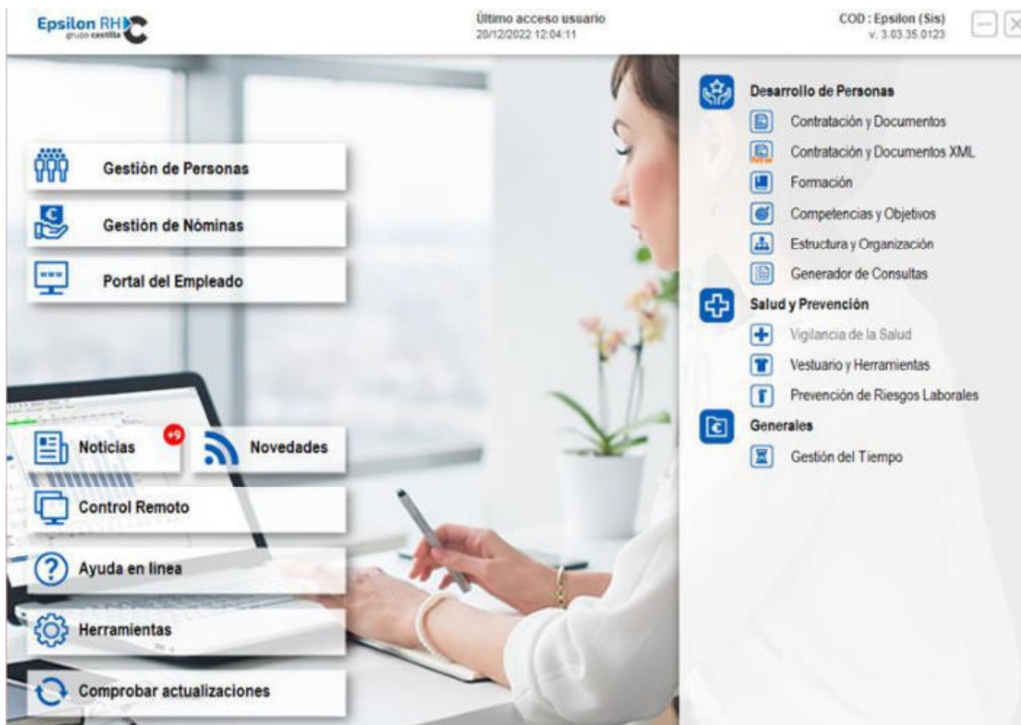 Epsilon RH
grupo castilla
Último acceso usuario
20/12/2022 12:04:11
COD : Epsilon (Sis)
v. 3.03.35.0123
Gestión de Personas
Gestión de Nóminas
www
Portal del Empleado
Noticias
+9
Novedades
Control Remoto
Ayuda en línea
Herramientas
Comprobar actualizaciones
Desarrollo de Personas
Contratación y Documentos
Contratación y Documentos XML
Formación
Competencias y Objetivos
Estructura y Organización
Generador de Consultas
Salud y Prevención
Vigilancia de la Salud
Vestuario y Herramientas
Prevención de Riesgos Laborales
Generales
Gestión del Tiempo